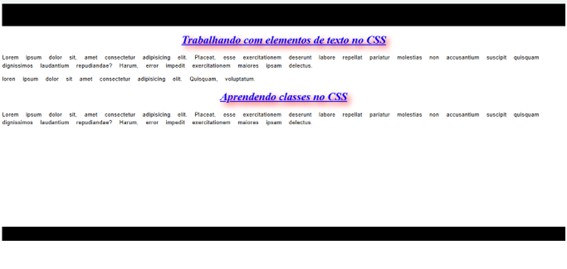 Trabalhando com elementos de texto no CSS
Lorem ipsum dolor sit, amet consectetur adipisicing elit. Placeat, esse exercitationem deserunt labore repellat pariatur molestias non accusantium suscipit quisquam
dignissimos laudantium repudiandae? Harum, error impedit exercitationem maiores ipsam delectus.
loren ipsum dolor sit amet consectetur adipisicing elit. Quisquam, voluptatum.
Aprendendo classes no CSS
Lorem ipsum dolor sit, amet consectetur adipisicing elit. Placeat, esse exercitationem deserunt labore repellat pariatur molestias non accusantium suscipit quisquam
dignissimos laudantium repudiandae? Harum, error impedit exercitationem maiores ipsam delectus.